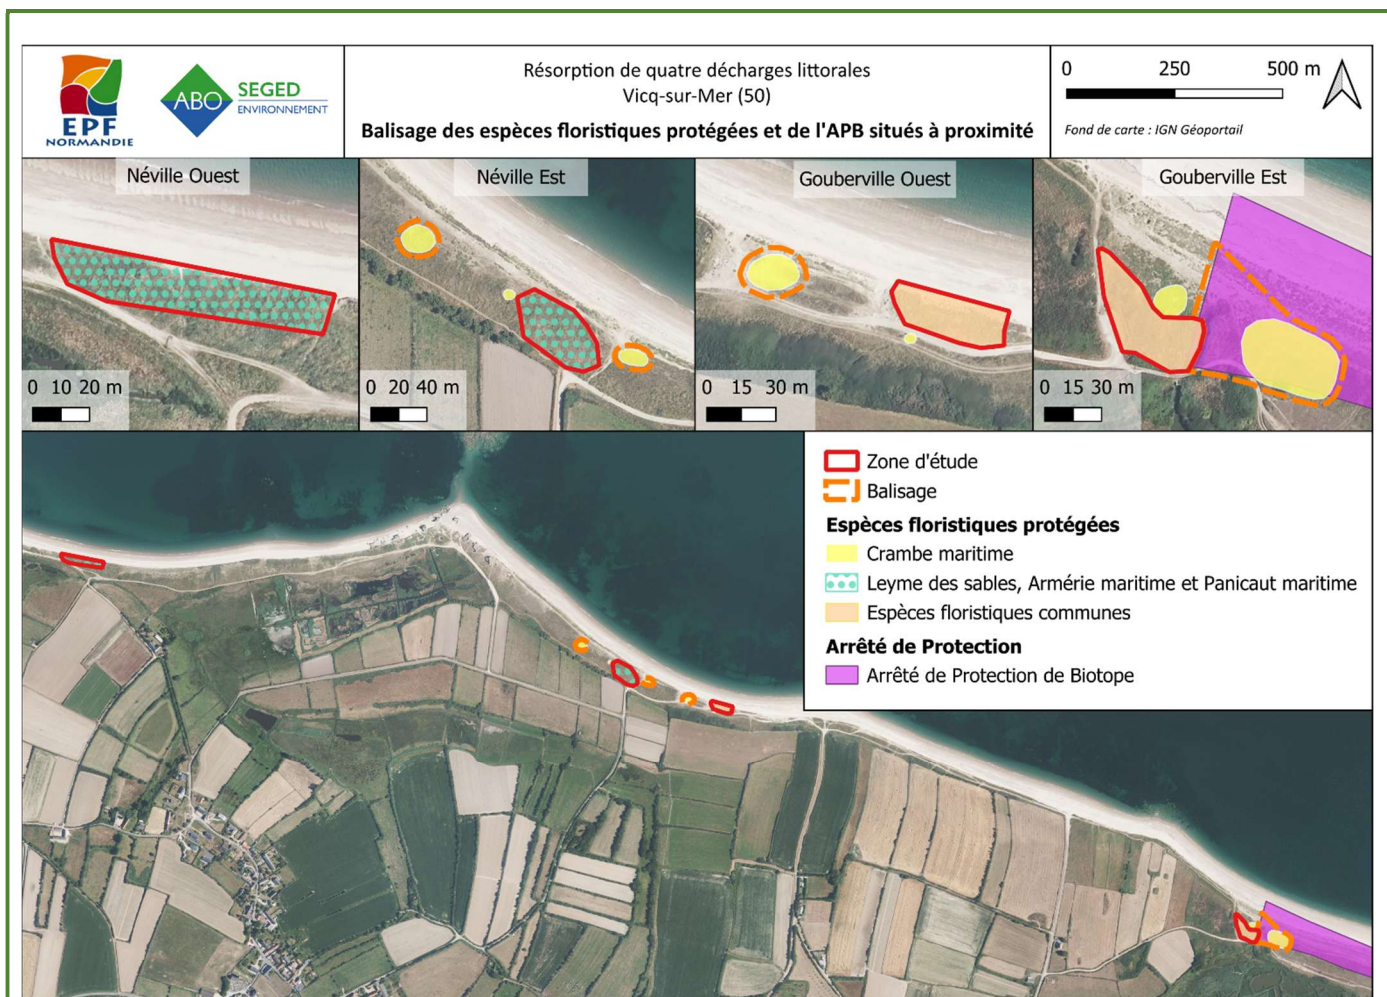 EPF
NORMANDIE
ABO
SEGED
ENVIRONNEMENT
Résorption de quatre décharges littorales
Vicq-sur-Mer (50)
Balisage des espèces floristiques protégées et de l'APB situés à proximité
0 250 500 m
Fond de carte : IGN Géoportail
Néville Ouest
0 10 20 m
Néville Est
0 20 40 m
Gouberville Ouest
0 15 30 m
Gouberville Est
0 15 30 m
Zone d'étude
Balisage
Espèces floristiques protégées
Crambe maritime
Leyme des sables, Armérie maritime et Panicaut maritime
Espèces floristiques communes
Arrêté de Protection
Arrêté de Protection de Biotope